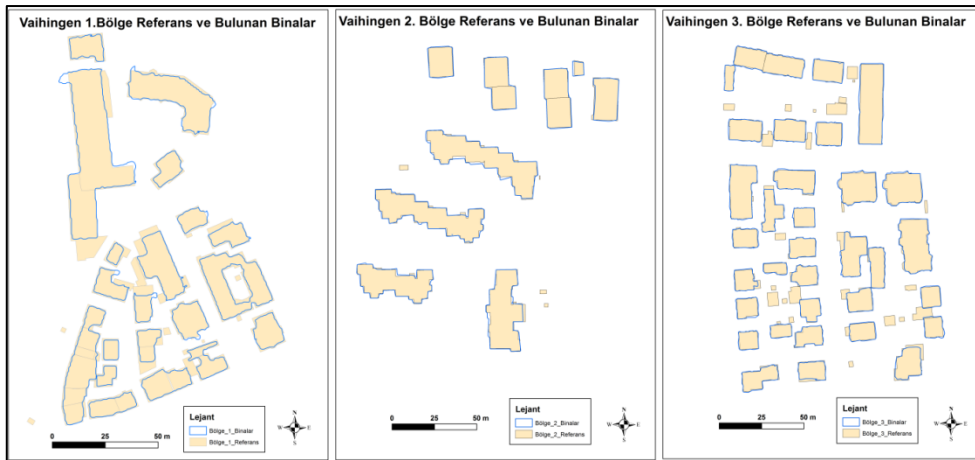 Vaihingen 1.Bölge Referans ve Bulunan Binalar
Lejant
Bölge_1_Binalar
Bölge_1_Referans
N
W
E
S
0 25 50 m
Vaihingen 2. Bölge Referans ve Bulunan Binalar
Lejant
Bölge_2_Binalar
Bölge_2_Referans
N
W
E
S
0 25 50 m
Vaihingen 3. Bölge Referans ve Bulunan Binalar
Lejant
Bölge_3_Binalar
Bölge_3_Referans
N
W
E
S
0 25 50 m